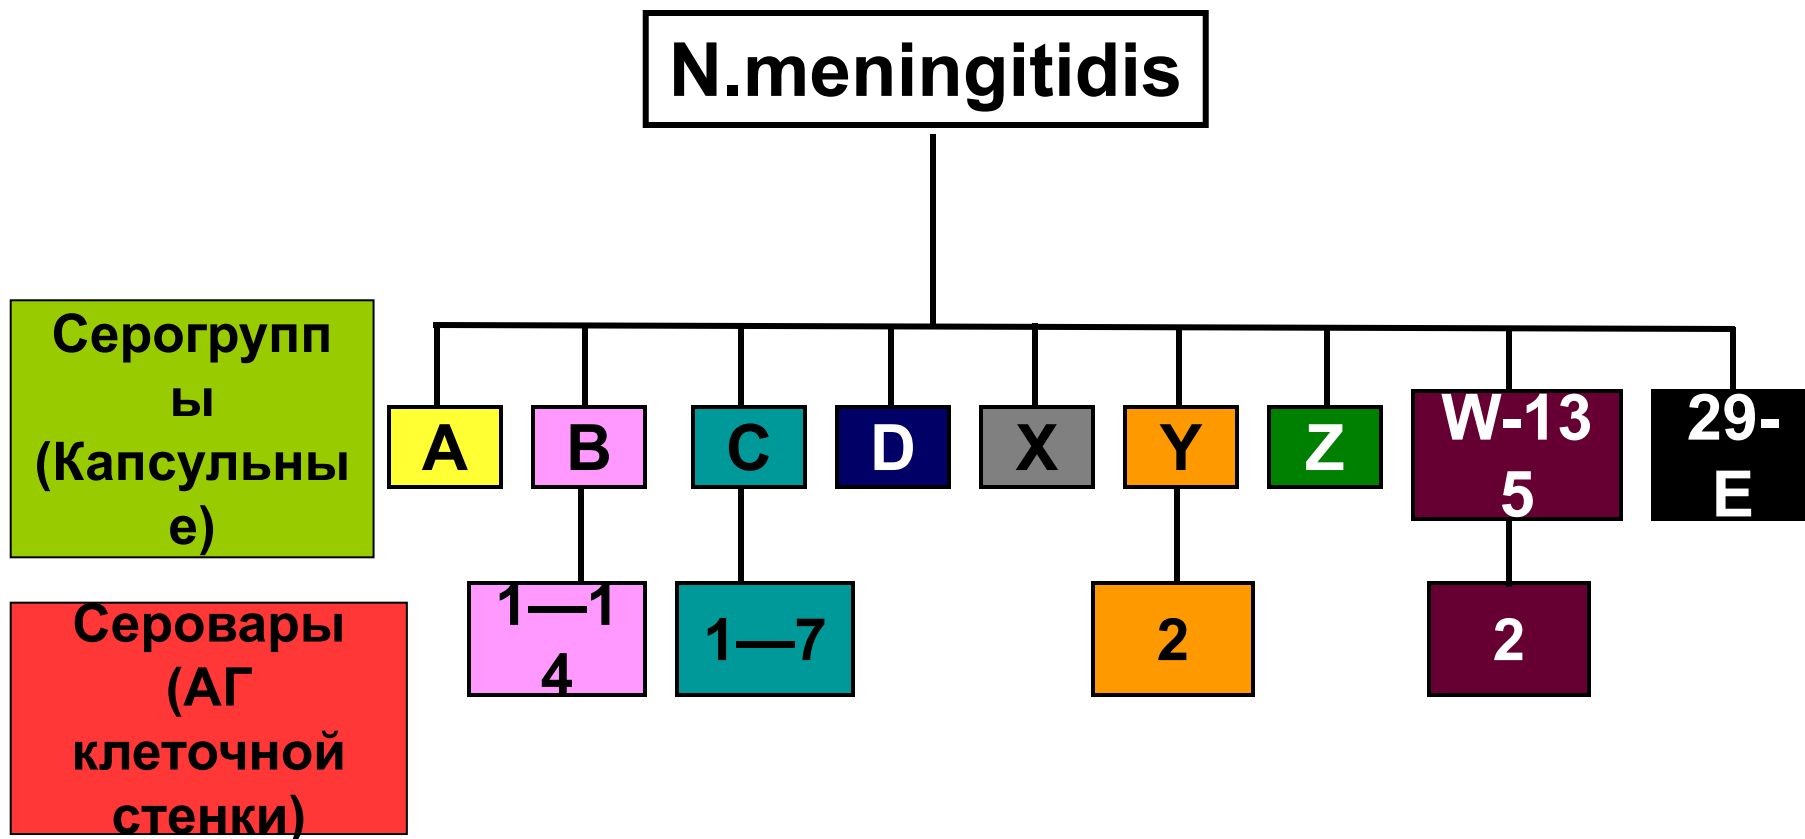 N.meningitidis
Серогрупп
ы
(Капсульны
е)
A
B
C
D
X
Y
Z
W-13
5
29-
E
Серовары
(АГ
клеточной
стенки)
1—1
4
1—7
2
2